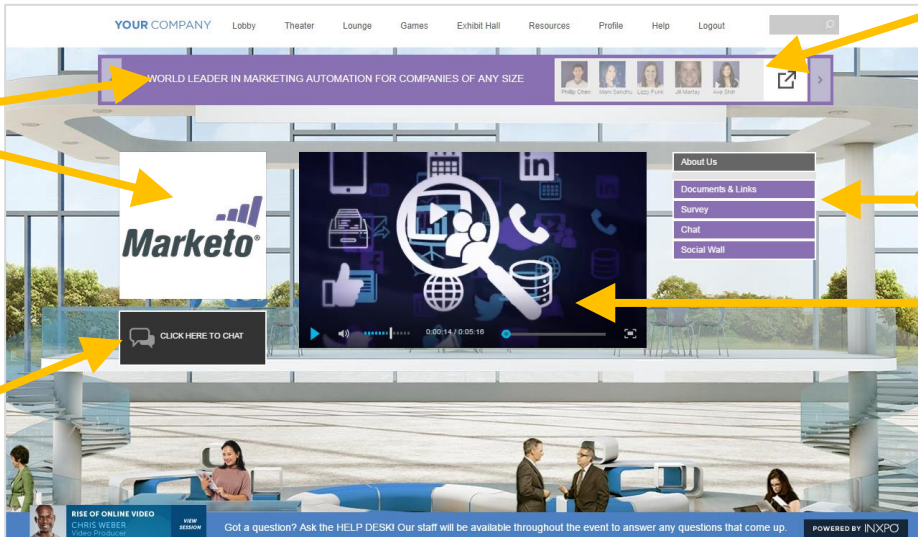 YOUR COMPANY Lobby Theater Lounge Games Exhibit Hall Resources Profile Help Logout
WORLD LEADER IN MARKETING AUTOMATION FOR COMPANIES OF ANY SIZE
Phillip Chen Mani Sandhu Lizzy Funk Jill Martay Ava Shin
About Us
Documents & Links
Survey
Chat
Social Wall
Marketo®
in
in
f
0:00:14 / 0:05:16
CLICK HERE TO CHAT
RISE OF ONLINE VIDEO
CHRIS WEBER
Video Producer
VIEW
SESSION
Got a question? Ask the HELP DESK! Our staff will be available throughout the event to answer any questions that come up.
POWERED BY INXPO